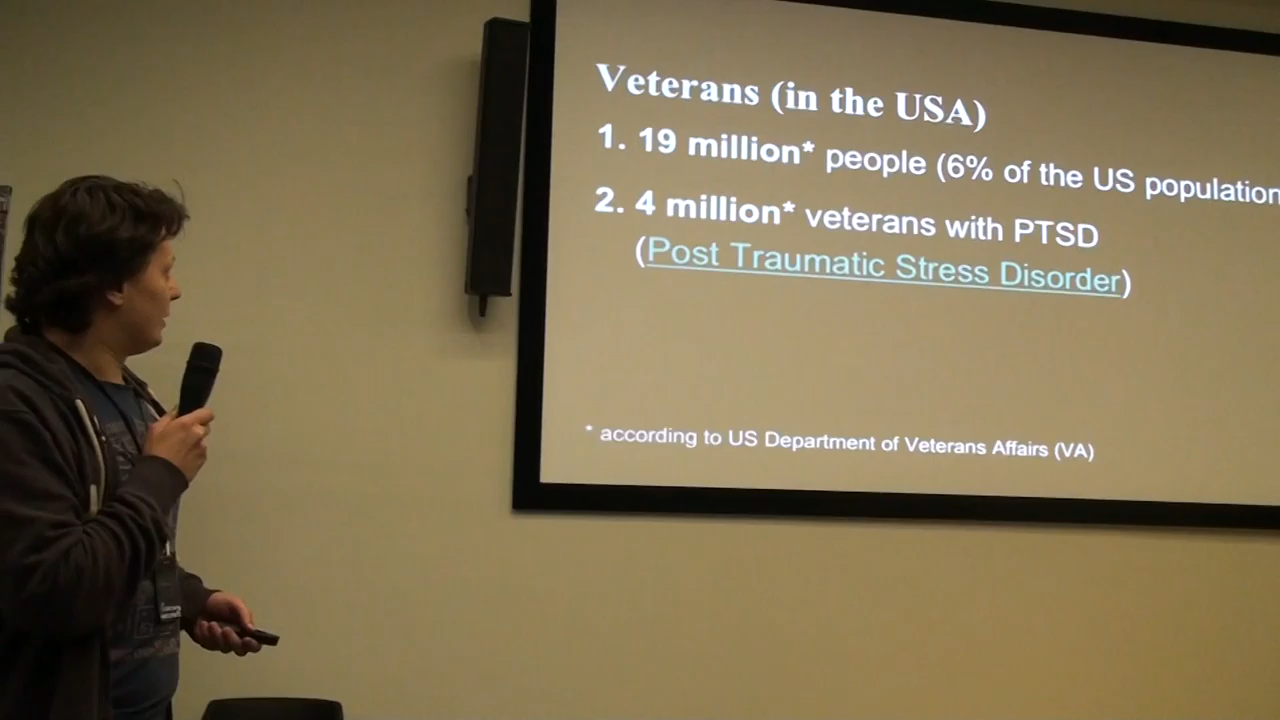 Veterans (in the USA)
1. 19 million* people (6% of the US population
2. 4 million* veterans with PTSD
(Post Traumatic Stress Disorder)
* according to US Department of Veterans Affairs (VA)